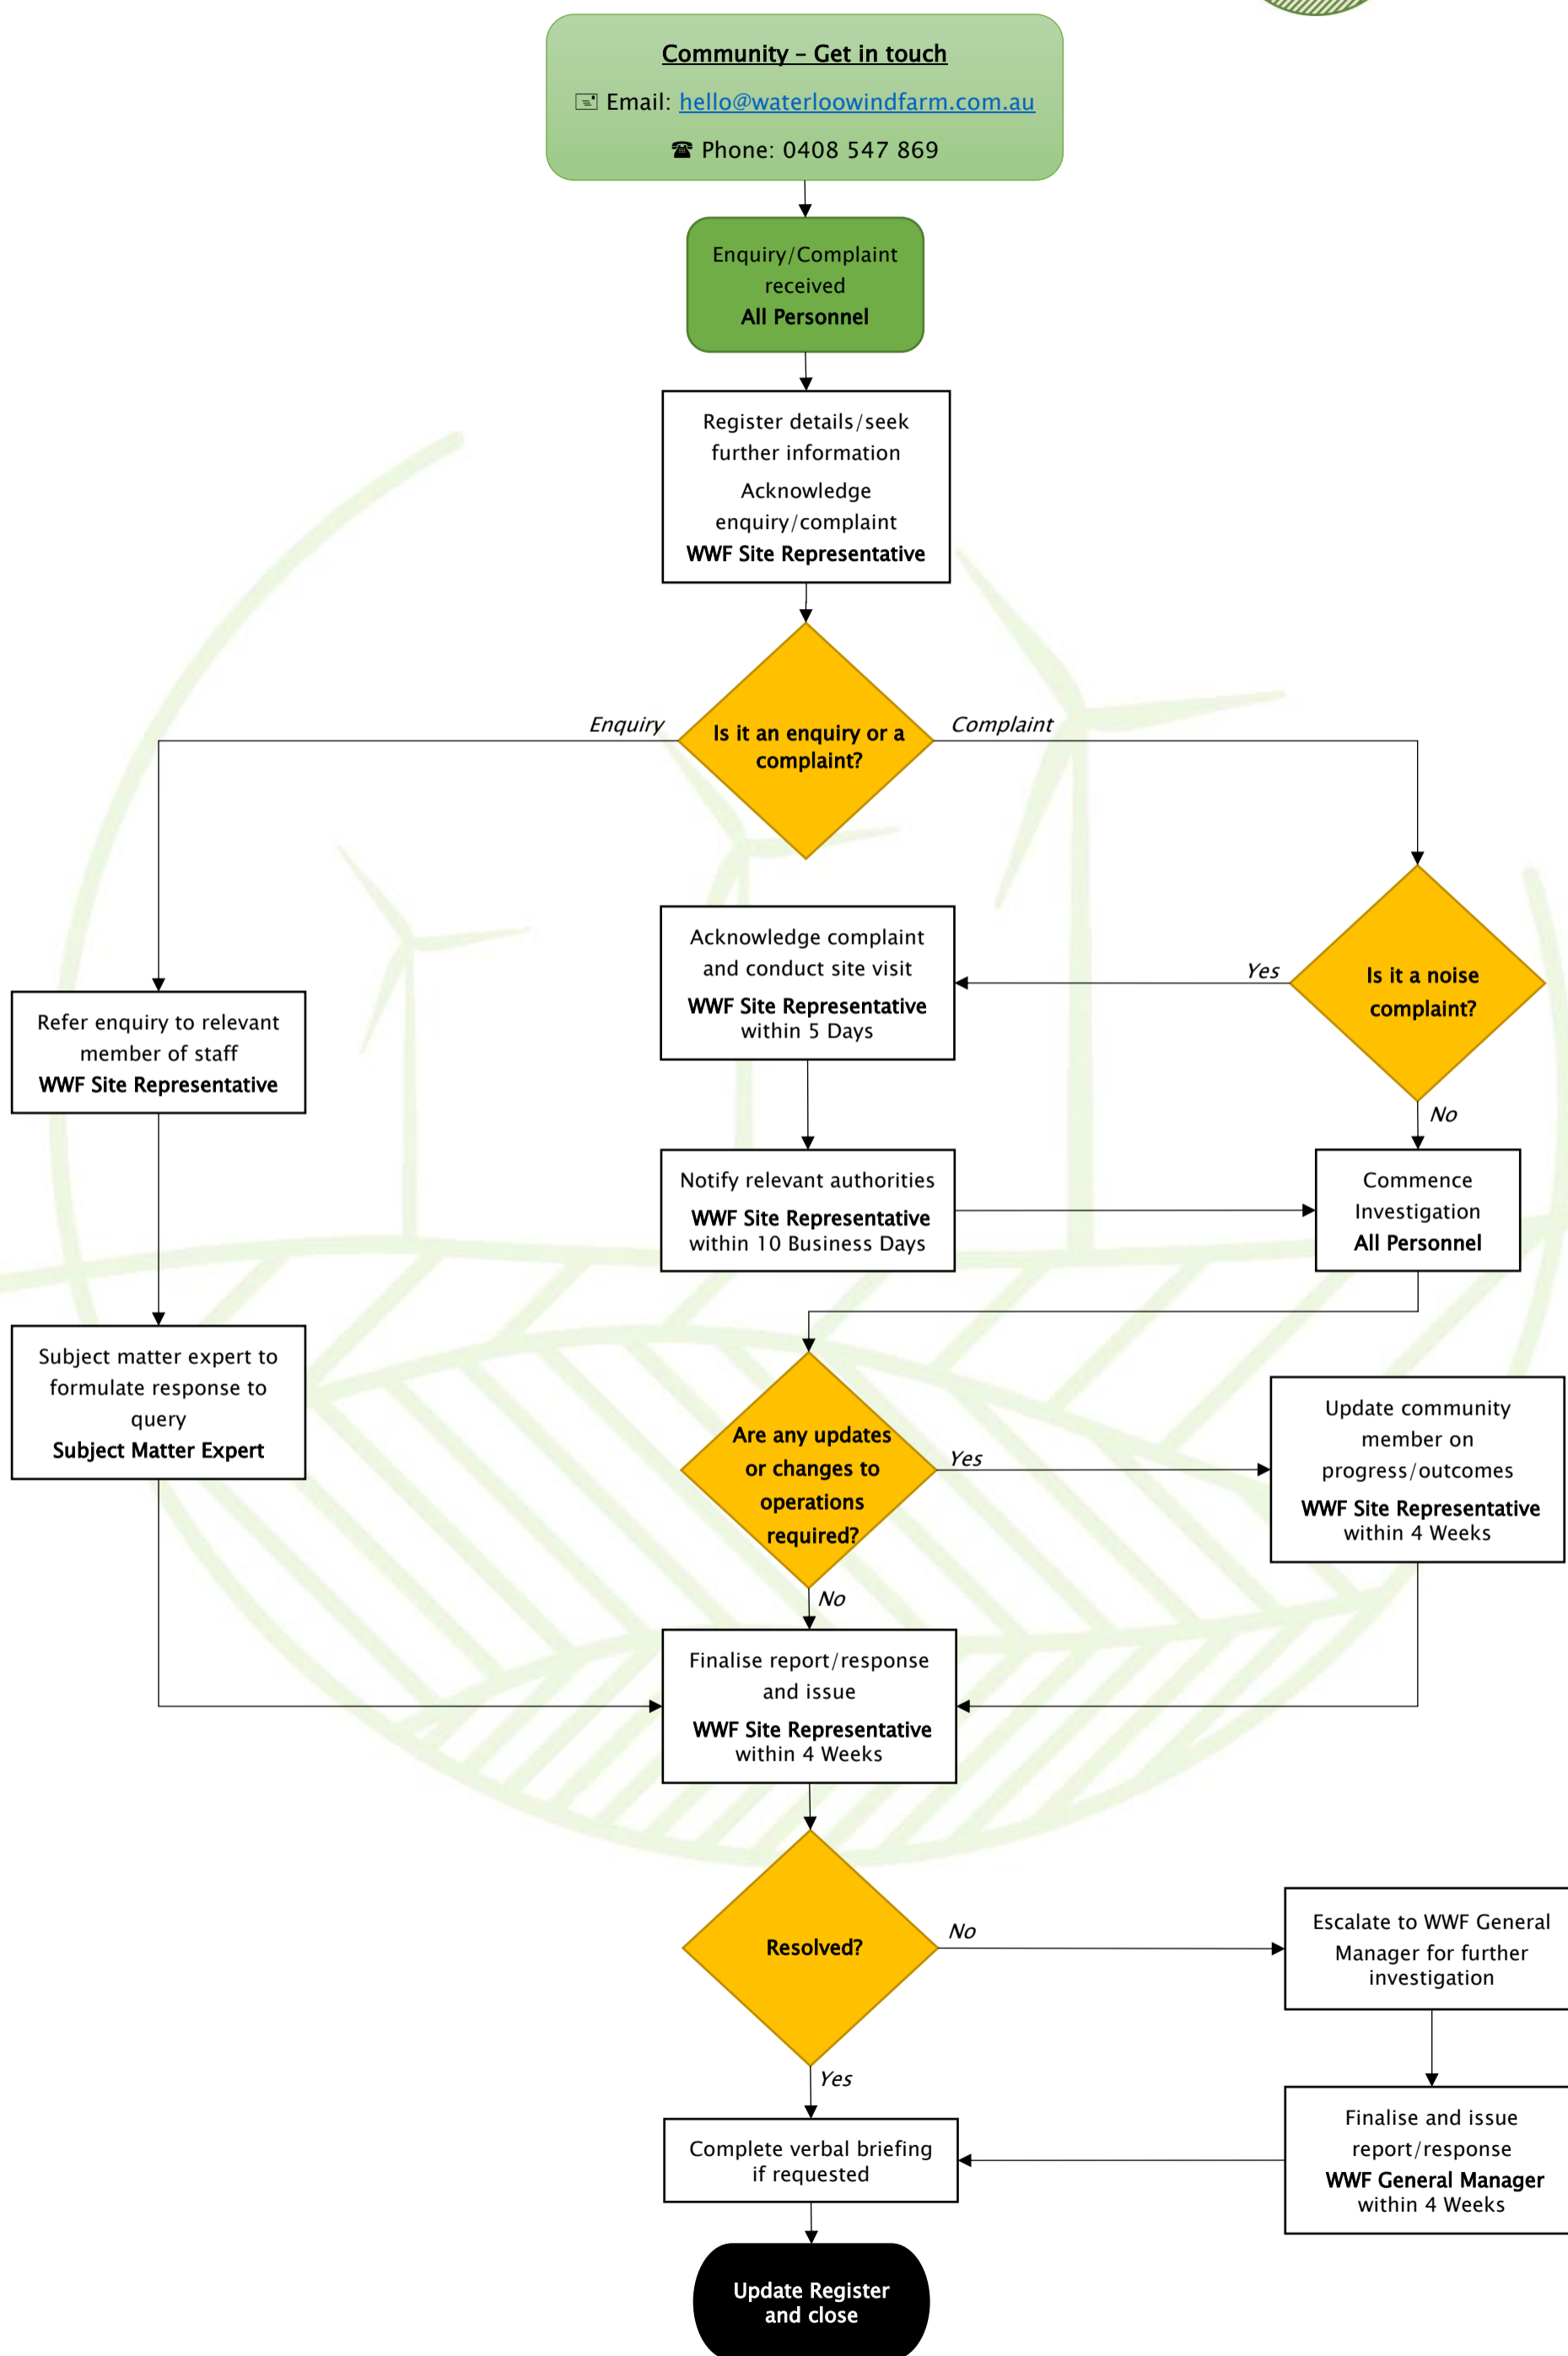 Community – Get in touch
Email: hello@waterloowindfarm.com.au
Phone: 0408 547 869
Enquiry/Complaint
received
All Personnel
Register details/seek
further information
Acknowledge
enquiry/complaint
WWF Site Representative
Enquiry
Is it an enquiry or a
complaint?
Complaint
Acknowledge complaint
and conduct site visit
WWF Site Representative
within 5 Days
Yes
Is it a noise
complaint?
No
Refer enquiry to relevant
member of staff
WWF Site Representative
Notify relevant authorities
WWF Site Representative
within 10 Business Days
Commence
Investigation
All Personnel
Subject matter expert to
formulate response to
query
Subject Matter Expert
Are any updates
or changes to
operations
required?
Yes
No
Update community
member on
progress/outcomes
WWF Site Representative
within 4 Weeks
Finalise report/response
and issue
WWF Site Representative
within 4 Weeks
Resolved?
No
Yes
Escalate to WWF General
Manager for further
investigation
Finalise and issue
report/response
WWF General Manager
within 4 Weeks
Complete verbal briefing
if requested
Update Register
and close